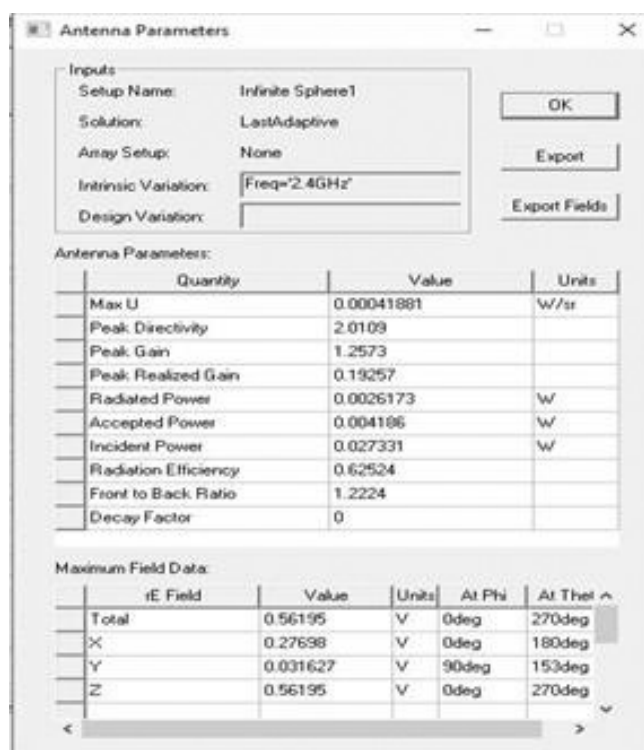 Antenna Parameters
Inputs
Setup Name: Infinite Sphere1
OK
Solution: LastAdaptive
Array Setup: None
Export
Intrinsic Variation: Freq='2.4GHz'
Design Variation:
Export Fields
Antenna Parameters:
Quantity Value Units
Max U 0.00041881 W/sr
Peak Directivity 2.0109
Peak Gain 1.2573
Peak Realized Gain 0.19257
Radiated Power 0.0026173 W
Accepted Power 0.004186 W
Incident Power 0.027331 W
Radiation Efficiency 0.62524
Front to Back Ratio 1.2224
Decay Factor 0
Maximum Field Data:
rE Field Value Units At Phi At Thet
Total 0.56195 V 0deg 270deg
X 0.27698 V 0deg 180deg
Y 0.031627 V 90deg 153deg
Z 0.56195 V 0deg 270deg